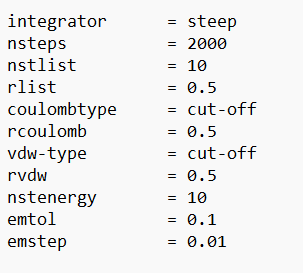 integrator = steep
nsteps = 2000
nstlist = 10
rlist = 0.5
coulombtype = cut-off
rcoulomb = 0.5
vdw-type = cut-off
rvdw = 0.5
nstenergy = 10
emtol = 0.1
emstep = 0.01